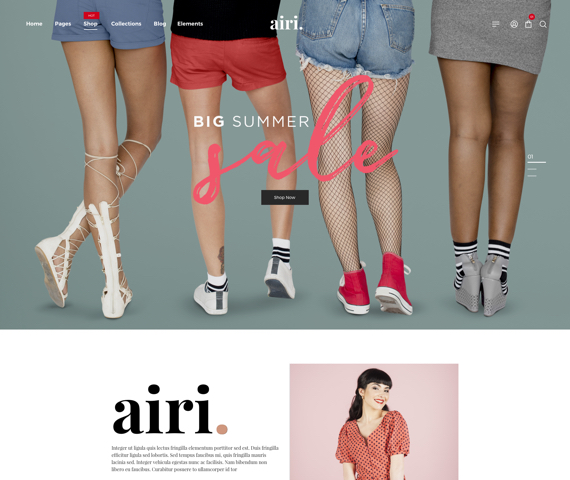 HOT
Home Pages Shop Collections Blog Elements
airi.
BIG SUMMER
sale
Shop Now
01
airi.
Integer ut ligula quis lectus fringilla elementum porttitor sed est. Duis fringilla
efficitur ligula sed lobortis. Sed tempus faucibus mi, quis fringilla mauris
lacinia sed. Integer vehicula egestas nunc ac facilisis. Nam bibendum non
libero eu faucibus. Curabitur posuere to ullamcorper id tor